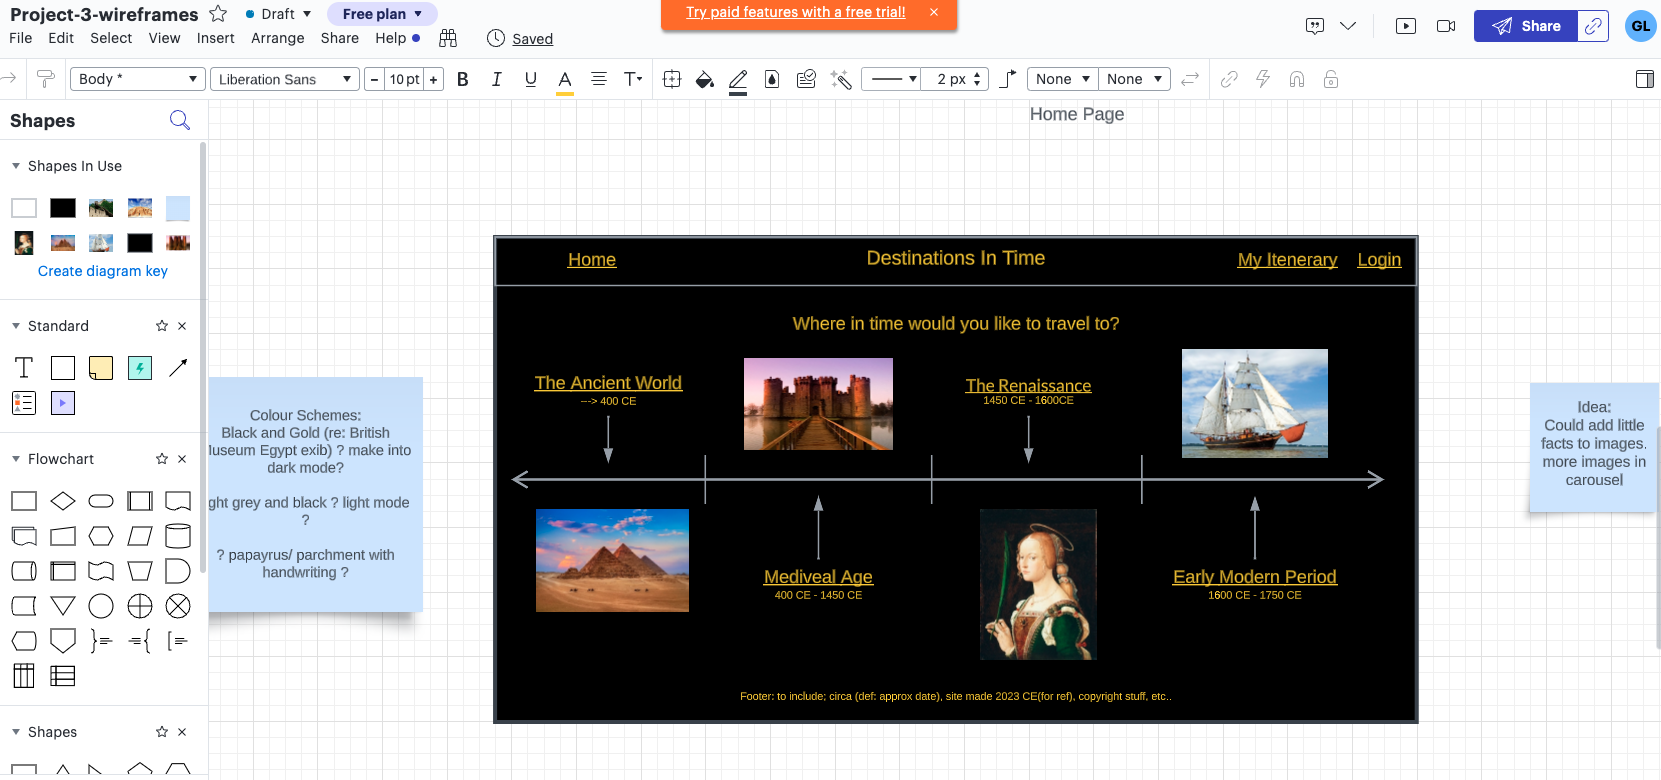 Project-3-wireframes
Draft
Free plan
Try paid features with a free trial!
Share
GL
File Edit Select View Insert Arrange Share Help
Saved
Body *
Liberation Sans
− 10 pt +
B I U A T
2 px
None
None
Shapes
Home Page
Shapes In Use
Create diagram key
Standard
T
Flowchart
Shapes
Colour Schemes:
Black and Gold (re: British
useum Egypt exib) ? make into
dark mode?
ght grey and black ? light mode
?
? papayrus/ parchment with
handwriting ?
Home
Destinations In Time
My Itenerary
Login
Where in time would you like to travel to?
The Ancient World
---> 400 CE
The Renaissance
1450 CE - 1600CE
Mediveal Age
400 CE - 1450 CE
Early Modern Period
1600 CE - 1750 CE
Footer: to include; circa (def: approx date), site made 2023 CE(for ref), copyright stuff, etc..
Idea:
Could add little
facts to images.
more images in
carousel